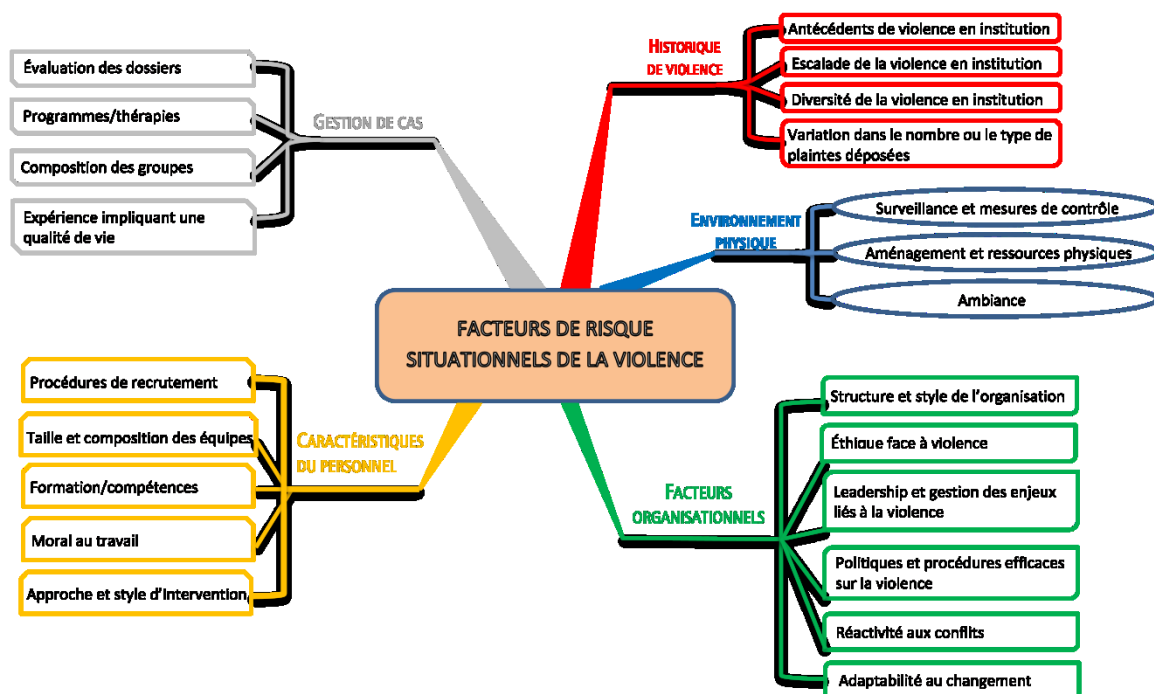 FACTEURS DE RISQUE
SITUATIONNELS DE LA VIOLENCE
HISTORIQUE
DE VIOLENCE
Antécédents de violence en institution
Escalade de la violence en institution
Diversité de la violence en institution
Variation dans le nombre ou le type de
plaintes déposées
ENVIRONNEMENT
PHYSIQUE
Surveillance et mesures de contrôle
Aménagement et ressources physiques
Ambiance
FACTEURS
ORGANISATIONNELS
Structure et style de l'organisation
Éthique face à violence
Leadership et gestion des enjeux
liés à la violence
Politiques et procédures efficaces
sur la violence
Réactivité aux conflits
Adaptabilité au changement
CARACTÉRISTIQUES
DU PERSONNEL
Procédures de recrutement
Taille et composition des équipes
Formation/compétences
Moral au travail
Approche et style d'intervention
GESTION DE CAS
Évaluation des dossiers
Programmes/thérapies
Composition des groupes
Expérience impliquant une
qualité de vie